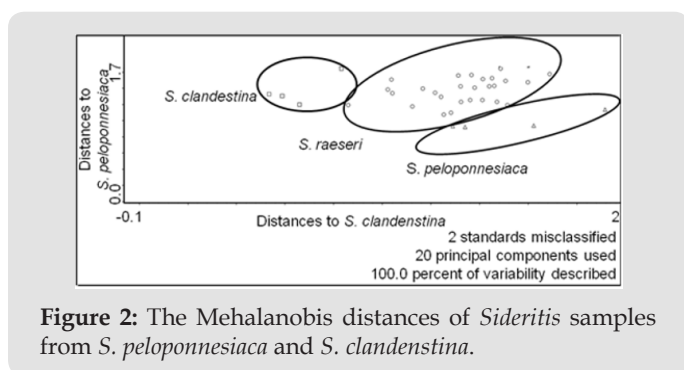 1.7
Distances to
S. peloponnesiaca
0.0
S. clandestina
S. raeseri
S. peloponnesiaca
-0.1
Distances to S. clandenstina
2
2 standards misclassified
20 principal components used
100.0 percent of variability described
Figure 2: The Mehalanobis distances of Sideritis samples
from S. peloponnesiaca and S. clandenstina.